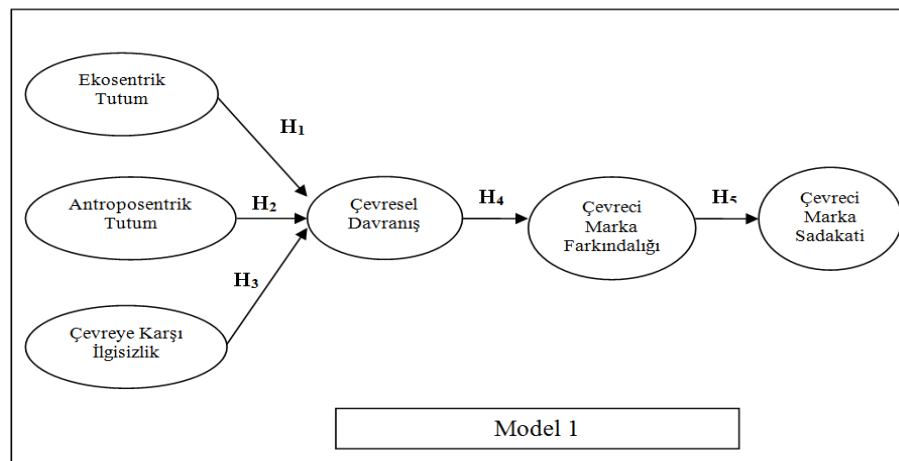 Ekosentrik
Tutum
H₁
Antroposentrik
Tutum
H₂
Çevreye Karşı
İlgisizlik
H₃
Çevresel
Davranış
H₄
Çevreci
Marka
Farkındalığı
H₅
Çevreci
Marka
Sadakati
Model 1